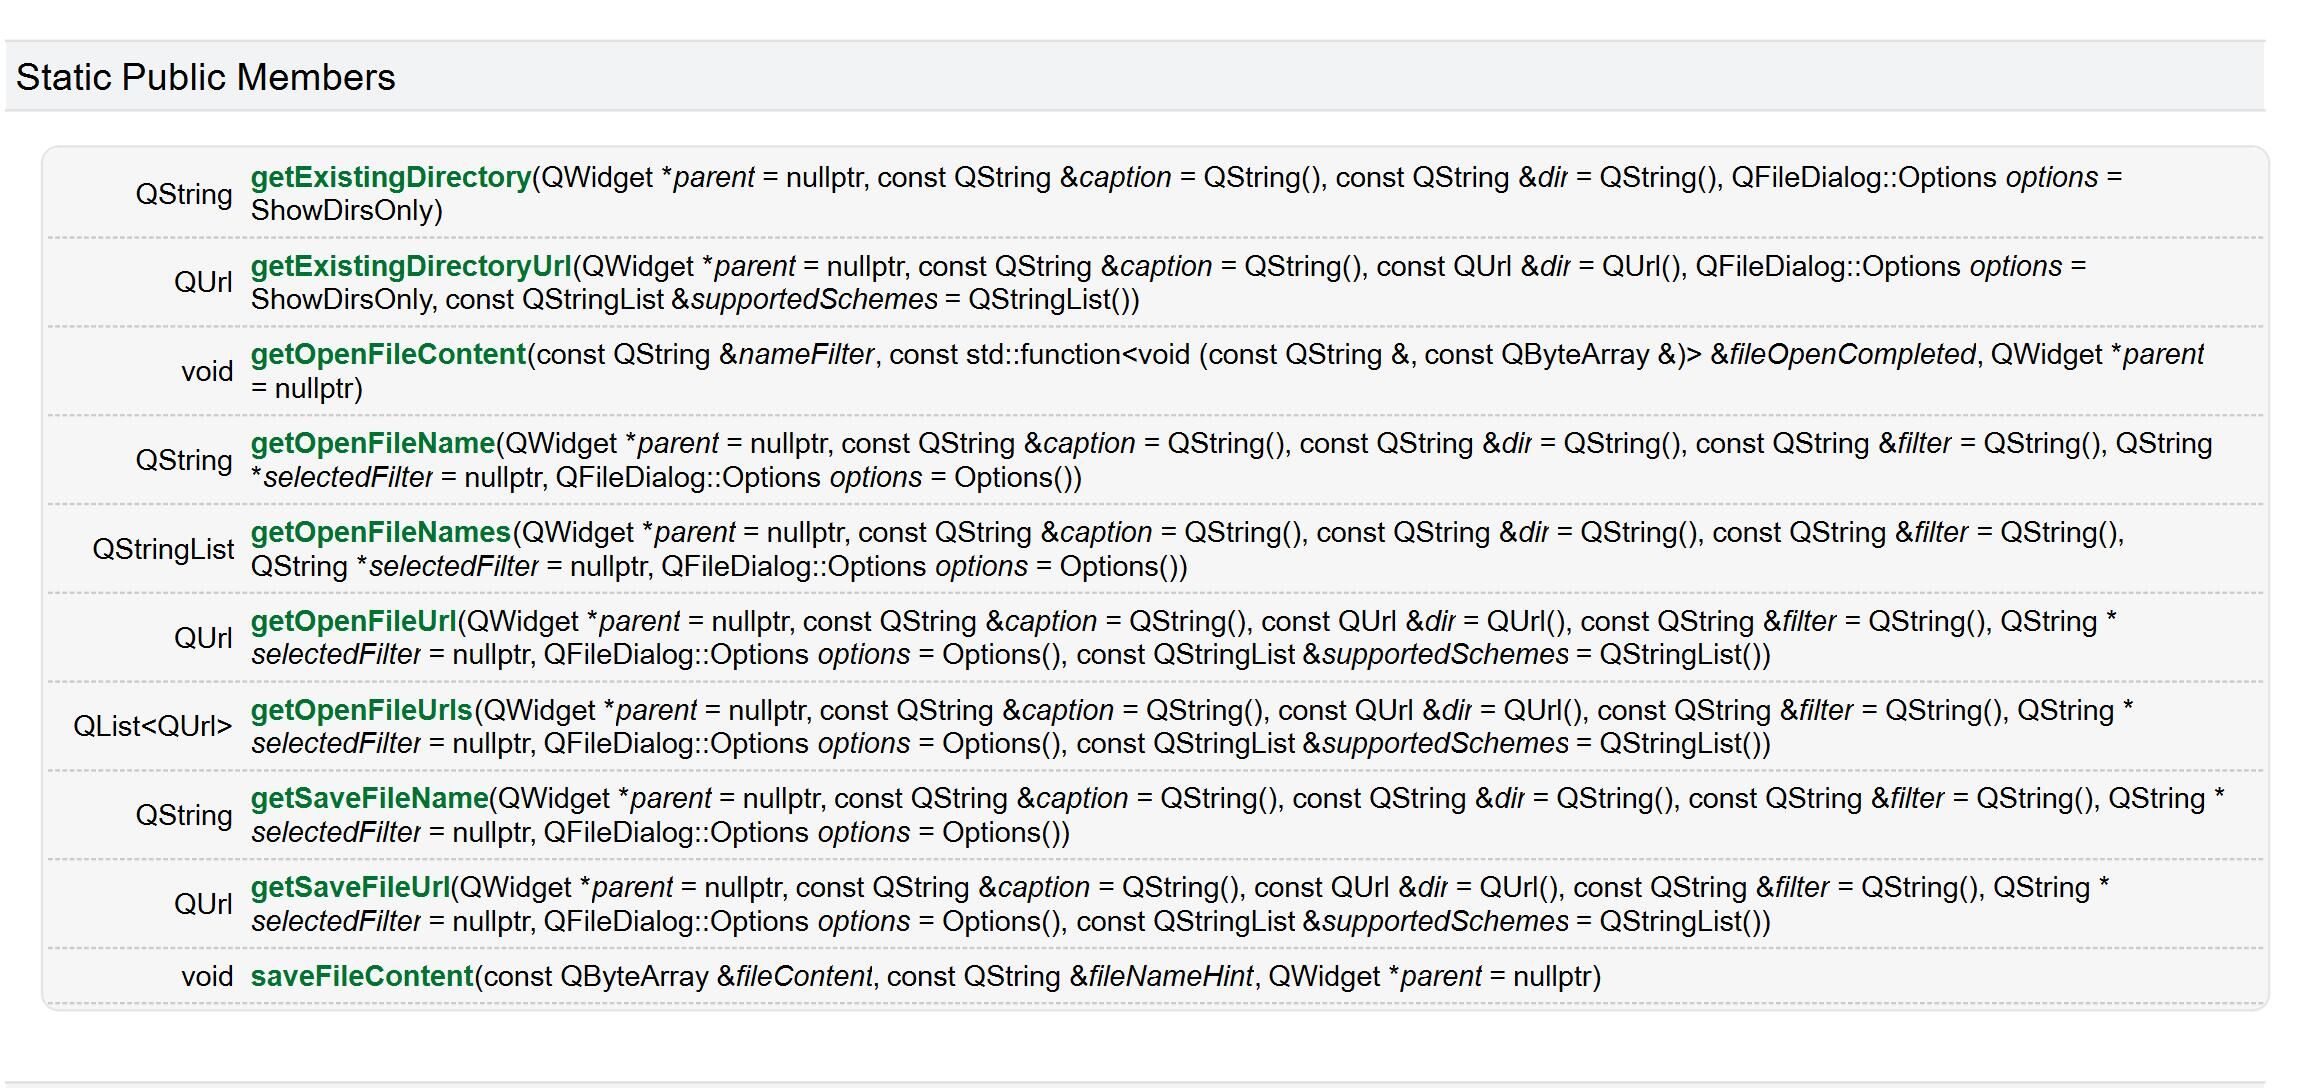 Static Public Members
QString getExistingDirectory(QWidget *parent = nullptr, const QString &caption = QString(), const QString &dir = QString(), QFileDialog::Options options =
ShowDirsOnly)
QUrl getExistingDirectoryUrl(QWidget *parent = nullptr, const QString &caption = QString(), const QUrl &dir = QUrl(), QFileDialog::Options options =
ShowDirsOnly, const QStringList &supportedSchemes = QStringList())
void getOpenFileContent(const QString &nameFilter, const std::function<void (const QString &, const QByteArray &)> &fileOpenCompleted, QWidget *parent
= nullptr)
QString getOpenFileName(QWidget *parent = nullptr, const QString &caption = QString(), const QString &dir = QString(), const QString &filter = QString(), QString
*selectedFilter = nullptr, QFileDialog::Options options = Options())
QStringList getOpenFileNames(QWidget *parent = nullptr, const QString &caption = QString(), const QString &dir = QString(), const QString &filter = QString(),
QString *selectedFilter = nullptr, QFileDialog::Options options = Options())
QUrl getOpenFileUrl(QWidget *parent = nullptr, const QString &caption = QString(), const QUrl &dir = QUrl(), const QString &filter = QString(), QString *
selectedFilter = nullptr, QFileDialog::Options options = Options(), const QStringList &supportedSchemes = QStringList())
QList<QUrl> getOpenFileUrls(QWidget *parent = nullptr, const QString &caption = QString(), const QUrl &dir = QUrl(), const QString &filter = QString(), QString *
selectedFilter = nullptr, QFileDialog::Options options = Options(), const QStringList &supportedSchemes = QStringList())
QString getSaveFileName(QWidget *parent = nullptr, const QString &caption = QString(), const QString &dir = QString(), const QString &filter = QString(), QString *
selectedFilter = nullptr, QFileDialog::Options options = Options())
QUrl getSaveFileUrl(QWidget *parent = nullptr, const QString &caption = QString(), const QUrl &dir = QUrl(), const QString &filter = QString(), QString *
selectedFilter = nullptr, QFileDialog::Options options = Options(), const QStringList &supportedSchemes = QStringList())
void saveFileContent(const QByteArray &fileContent, const QString &fileNameHint, QWidget *parent = nullptr)